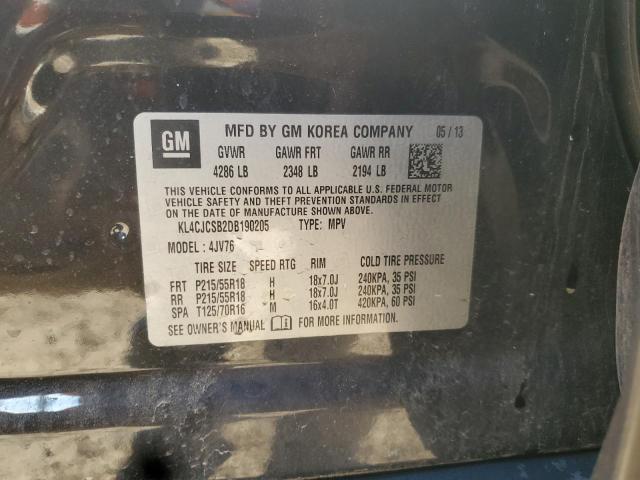 GM MFD BY GM KOREA COMPANY 05 / 13
GVWR GAWR FRT GAWR RR
4286 LB 2348 LB 2194 LB
THIS VEHICLE CONFORMS TO ALL APPLICABLE U.S. FEDERAL MOTOR
VEHICLE SAFETY AND THEFT PREVENTION STANDARDS IN EFFECT ON
THE DATE OF MANUFACTURE SHOWN ABOVE.
KL4CJCSB2DB190205 TYPE: MPV
MODEL : 4JV76
TIRE SIZE SPEED RTG RIM COLD TIRE PRESSURE
FRT P215/55R18 H 18x7.0J 240KPA, 35 PSI
RR P215/55R18 H 18x7.0J 240KPA, 35 PSI
SPA T125/70R16 M 16x4.0T 420KPA, 60 PSI
SEE OWNER'S MANUAL FOR MORE INFORMATION.